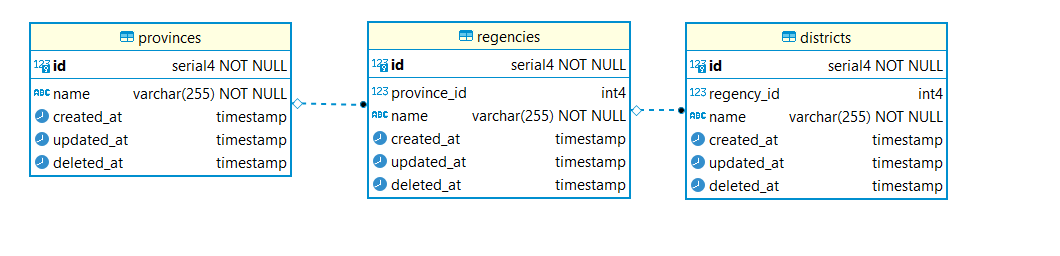 provinces
id serial4 NOT NULL
name varchar(255) NOT NULL
created_at timestamp
updated_at timestamp
deleted_at timestamp
regencies
id serial4 NOT NULL
province_id int4
name varchar(255) NOT NULL
created_at timestamp
updated_at timestamp
deleted_at timestamp
districts
id serial4 NOT NULL
regency_id int4
name varchar(255) NOT NULL
created_at timestamp
updated_at timestamp
deleted_at timestamp